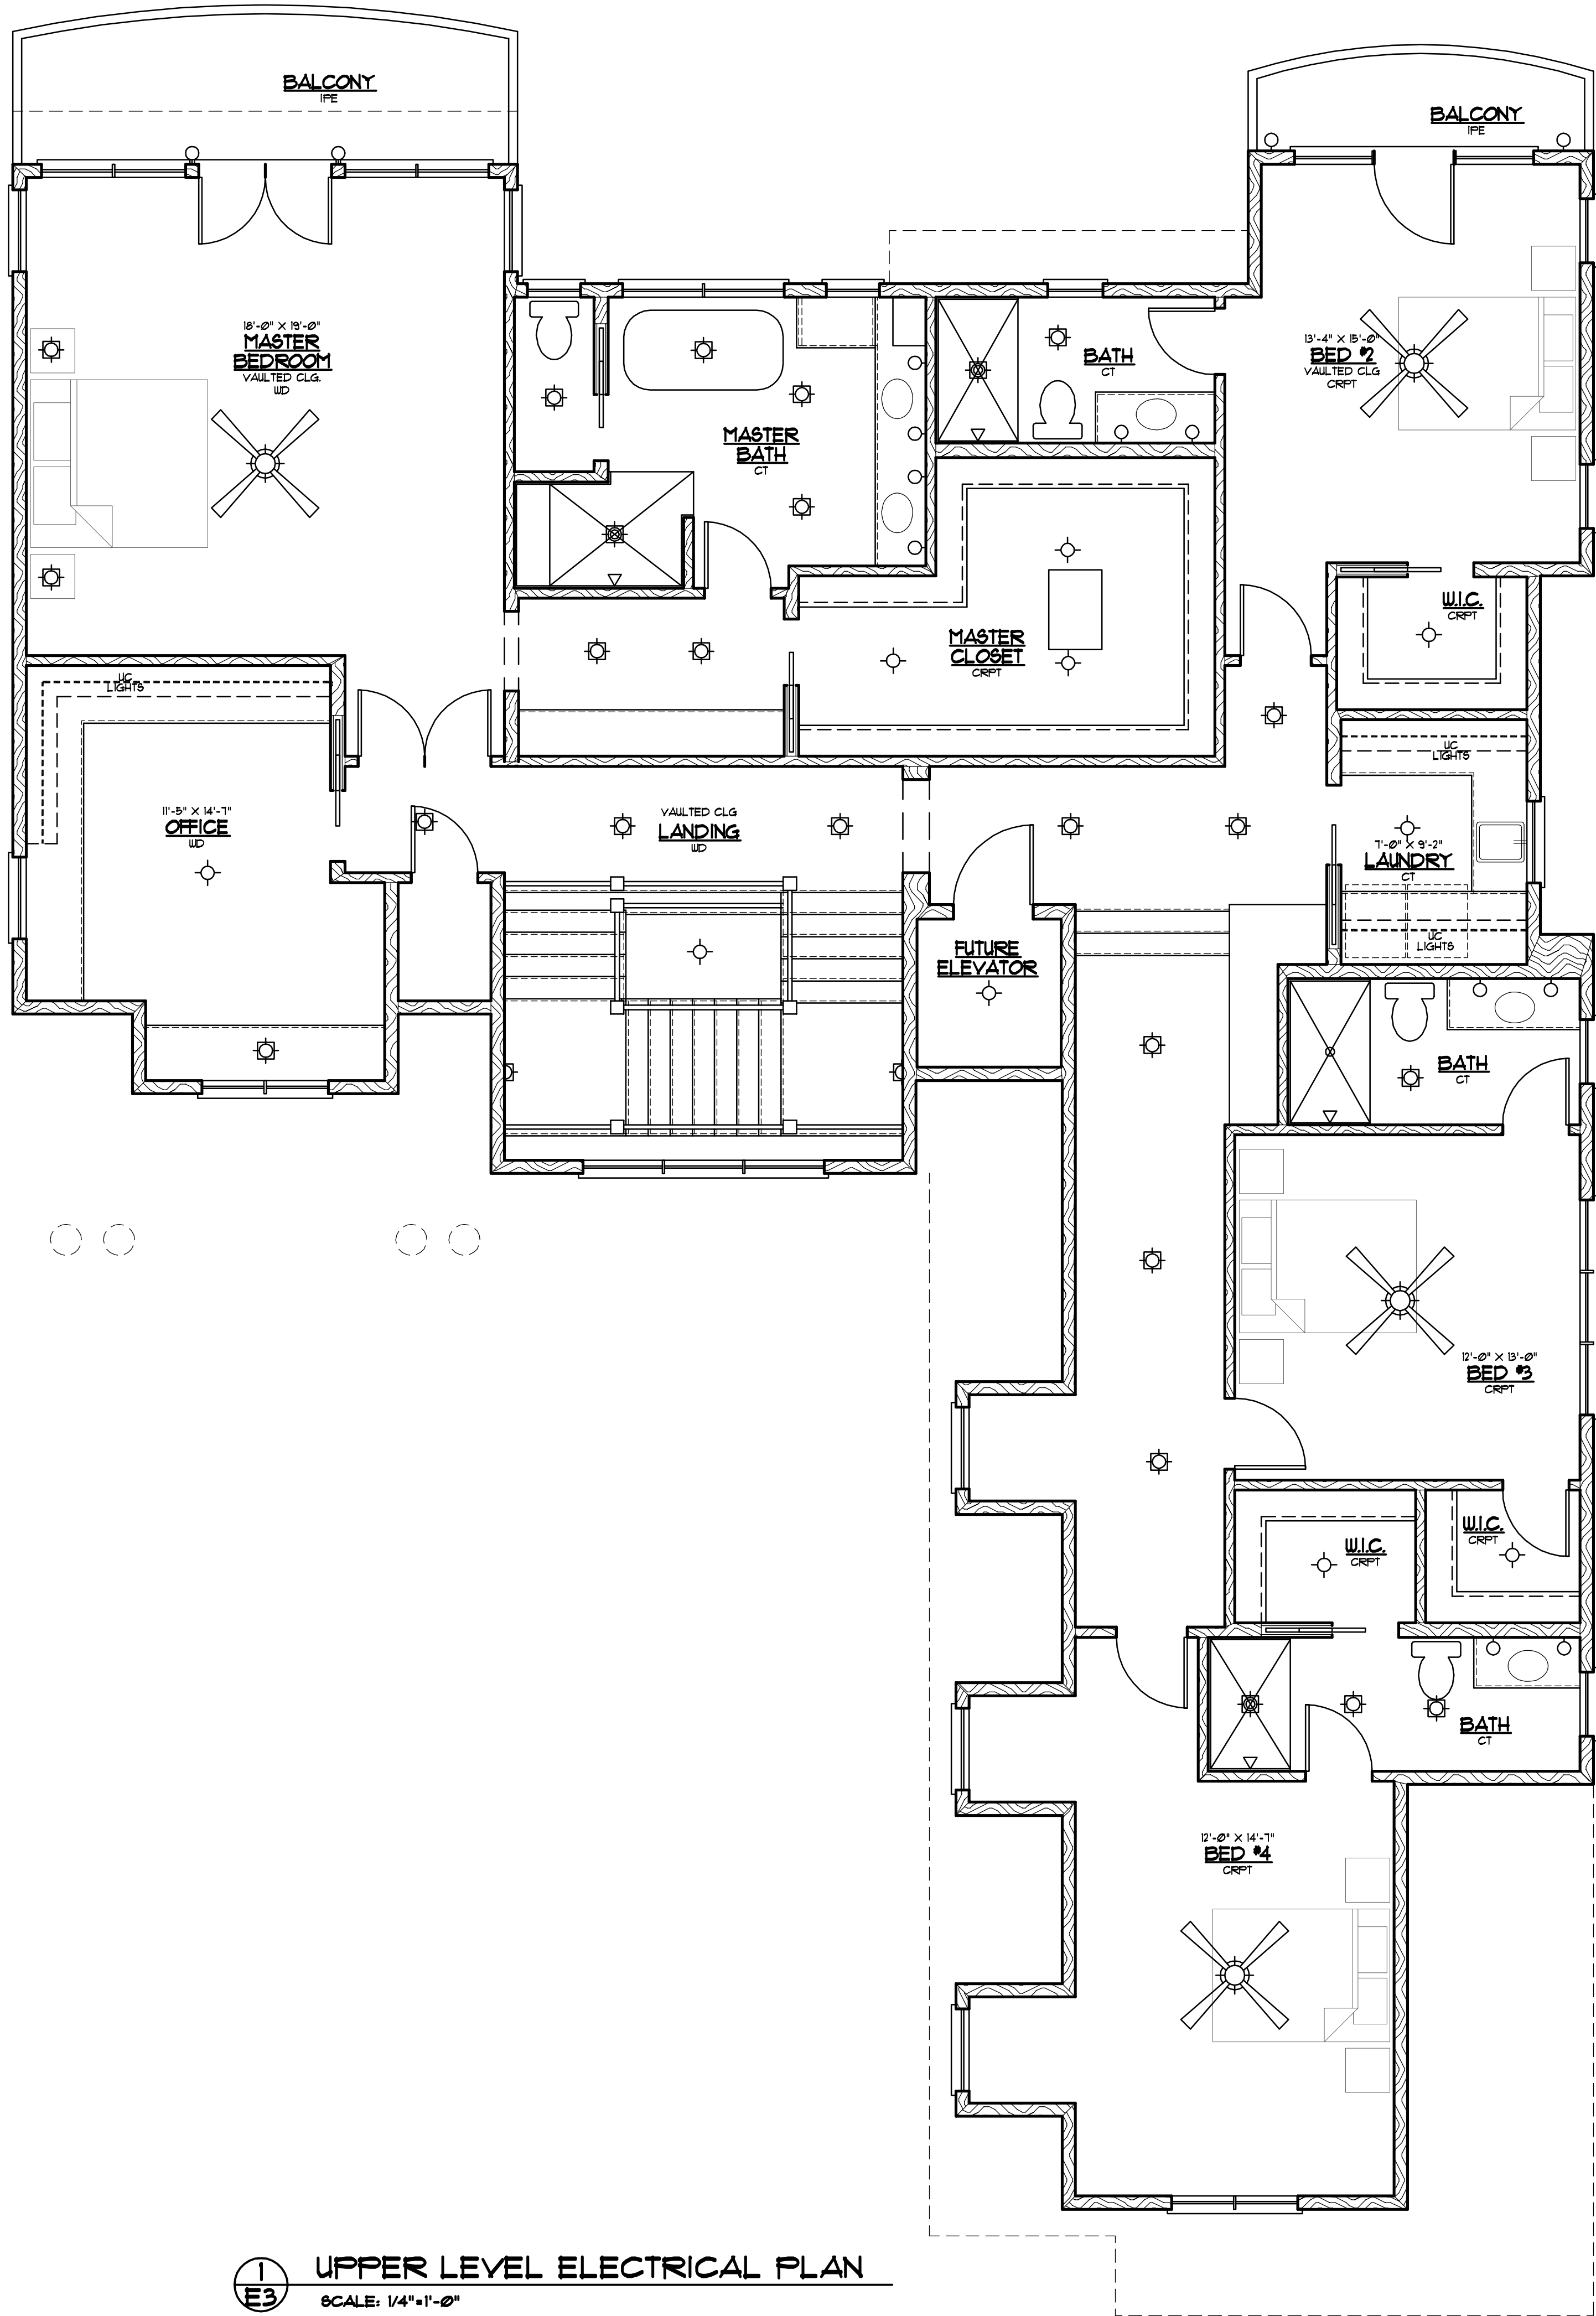 BALCONY
IPE
BALCONY
IPE
18'-0" X 19'-0"
MASTER
BEDROOM
VAULTED CLG.
WD
MASTER
BATH
CT
BATH
CT
13'-4" X 15'-0"
BED #2
VAULTED CLG
CRPT
W.I.C.
CRPT
MASTER
CLOSET
CRPT
UC
LIGHTS
UC
LIGHTS
11'-5" X 14'-7"
OFFICE
WD
VAULTED CLG
LANDING
WD
7'-0" X 9'-2"
LAUNDRY
CT
UC
LIGHTS
FUTURE
ELEVATOR
BATH
CT
12'-0" X 13'-0"
BED #3
CRPT
W.I.C.
CRPT
W.I.C.
CRPT
BATH
CT
12'-0" X 14'-7"
BED #4
CRPT
1
E3
UPPER LEVEL ELECTRICAL PLAN
SCALE: 1/4"=1'-0"